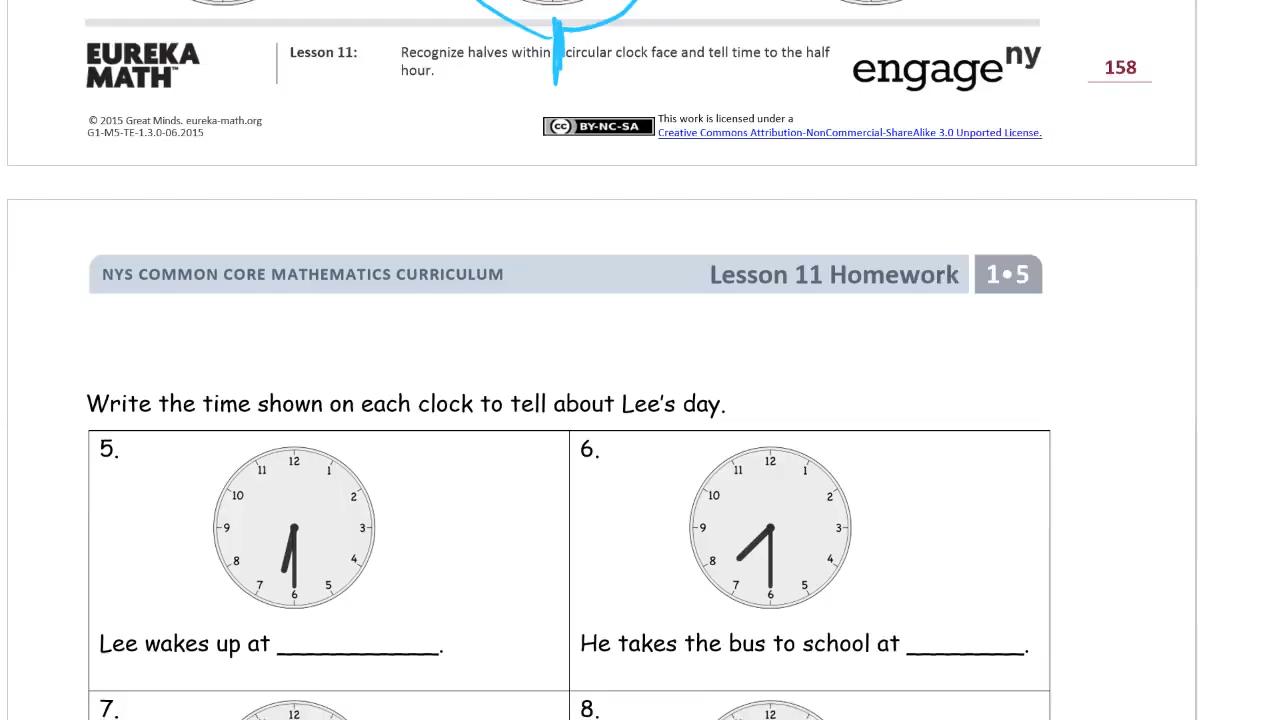 EUREKA
MATH™
Lesson 11:
Recognize halves within circular clock face and tell time to the half
hour.
engage ny
158
© 2015 Great Minds. eureka-math.org
G1-M5-TE-1.3.0-06.2015
cc BY-NC-SA
This work is licensed under a
Creative Commons Attribution-NonCommercial-ShareAlike 3.0 Unported License.
NYS COMMON CORE MATHEMATICS CURRICULUM
Lesson 11 Homework
1•5
Write the time shown on each clock to tell about Lee's day.
5.
12
1
2
3
4
5
6
7
8
9
10
11
Lee wakes up at ____________.
6.
12
1
2
3
4
5
6
7
8
9
10
11
He takes the bus to school at _________.
7.
12
8.
12